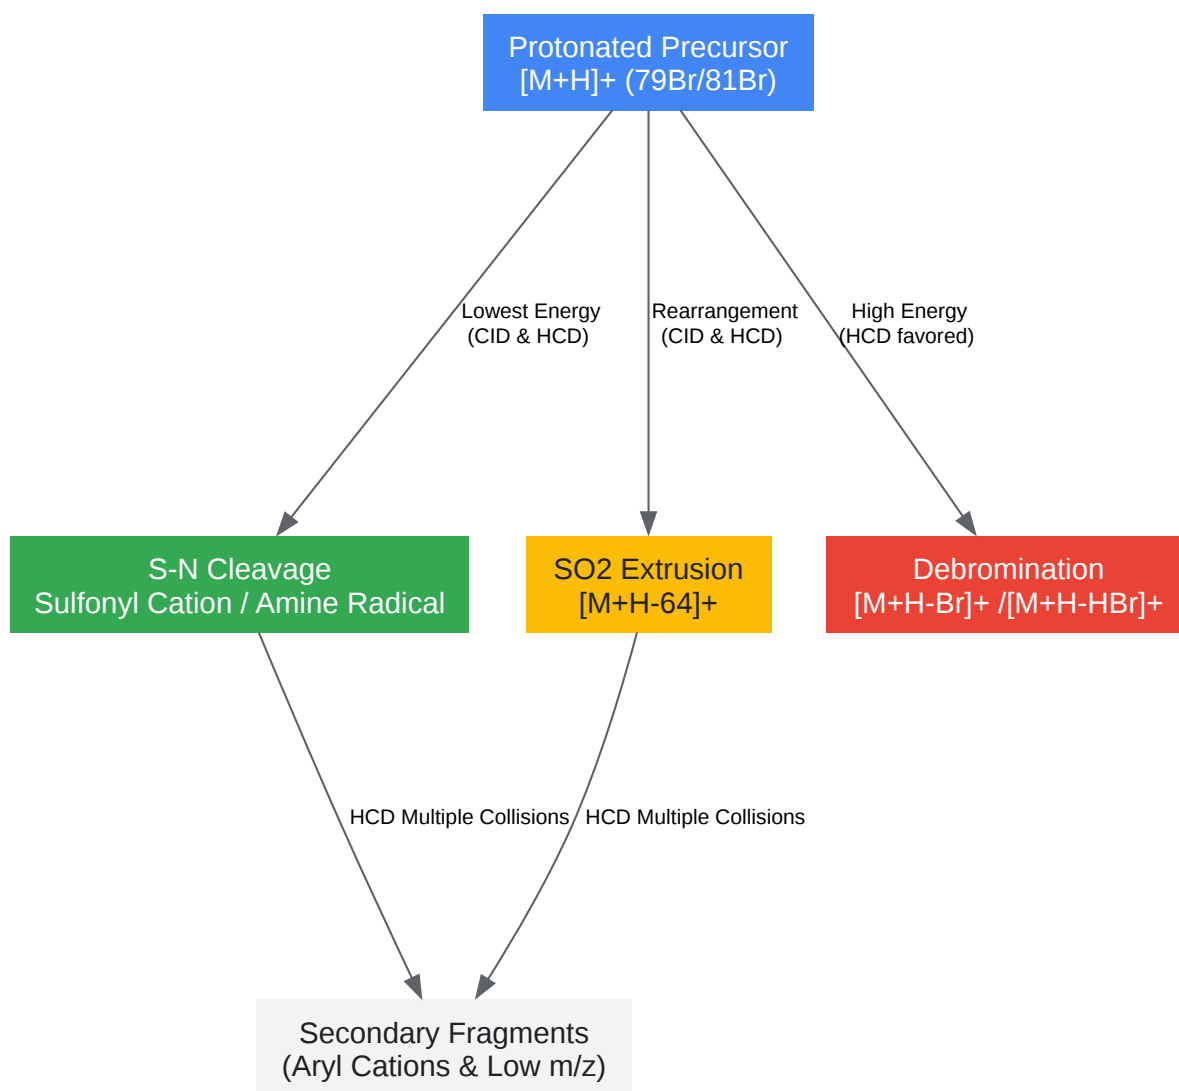 Protonated Precursor
[M+H]+ (79Br/81Br)
Lowest Energy
(CID & HCD)
Rearrangement
(CID & HCD)
High Energy
(HCD favored)
S-N Cleavage
Sulfonyl Cation / Amine Radical
SO2 Extrusion
[M+H-64]+
Debromination
[M+H-Br]+ /[M+H-HBr]+
HCD Multiple Collisions
HCD Multiple Collisions
Secondary Fragments
(Aryl Cations & Low m/z)